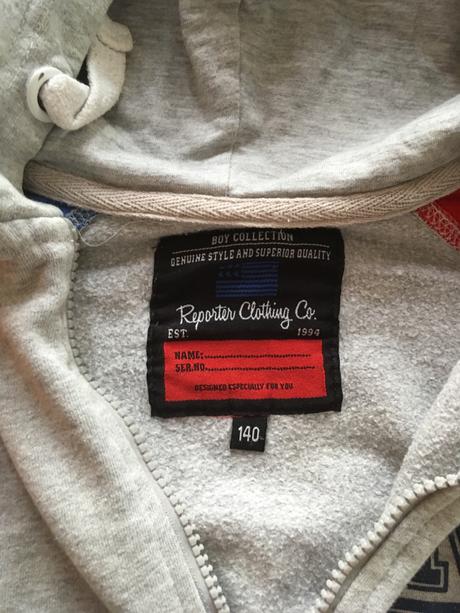 BOY COLLECTION
GENUINE STYLE AND SUPERIOR QUALITY
Reporter Clothing Co.
EST. 1994
NAME:
SER.NO.
DESIGNED ESPECIALLY FOR YOU
140